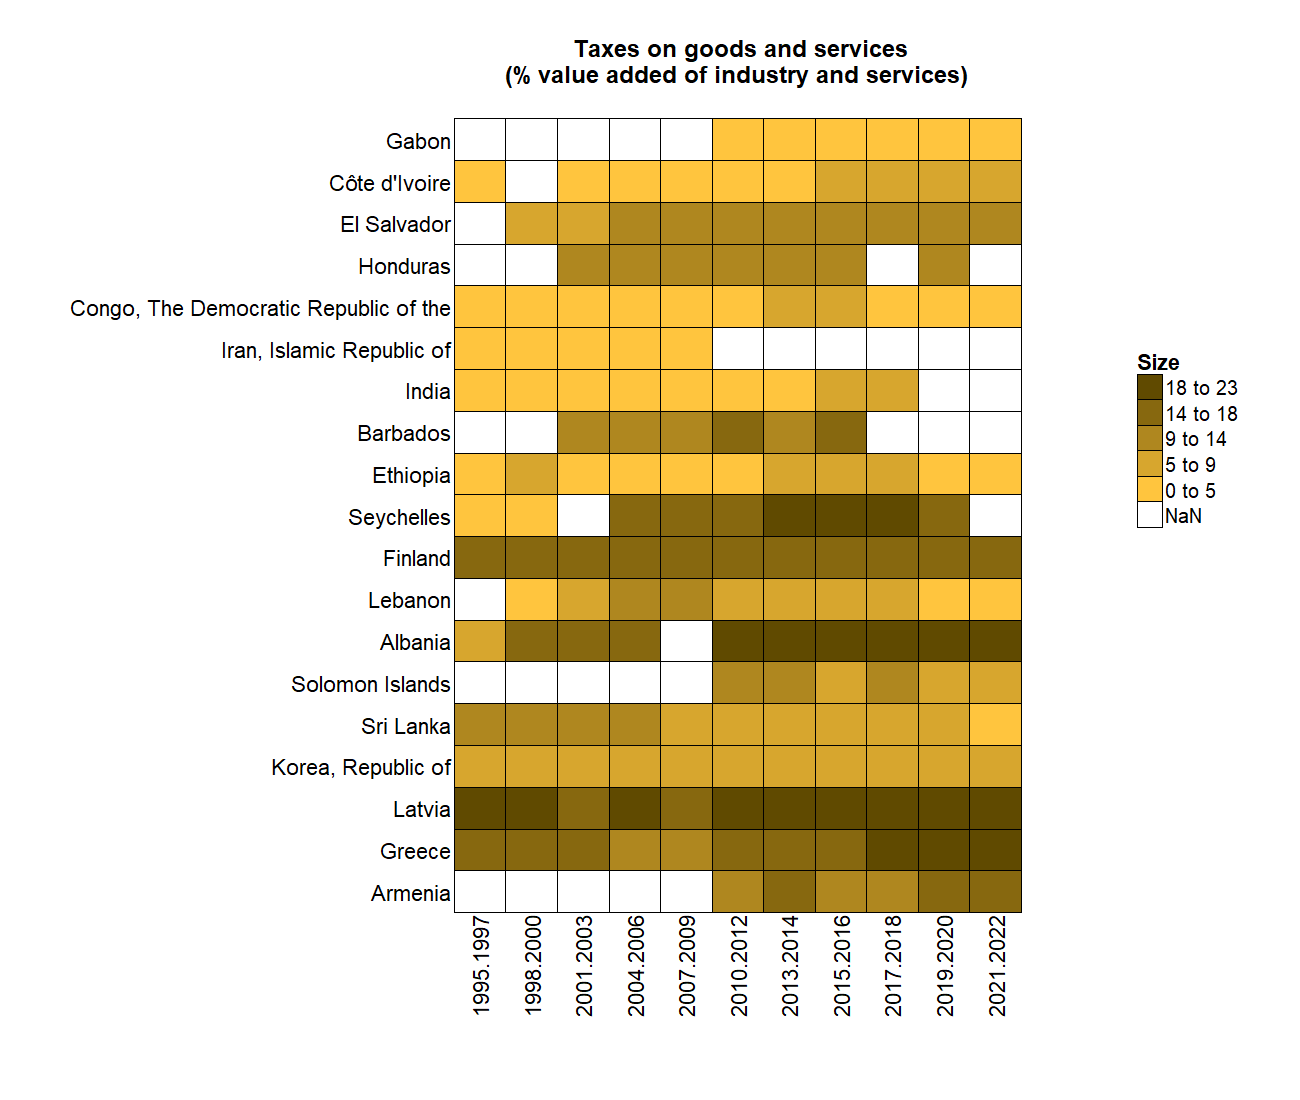 Taxes on goods and services
(% value added of industry and services)
Gabon
Côte d'Ivoire
El Salvador
Honduras
Congo, The Democratic Republic of the
Iran, Islamic Republic of
India
Barbados
Ethiopia
Seychelles
Finland
Lebanon
Albania
Solomon Islands
Sri Lanka
Korea, Republic of
Latvia
Greece
Armenia
1995.1997
1998.2000
2001.2003
2004.2006
2007.2009
2010.2012
2013.2014
2015.2016
2017.2018
2019.2020
2021.2022
Size
18 to 23
14 to 18
9 to 14
5 to 9
0 to 5
NaN